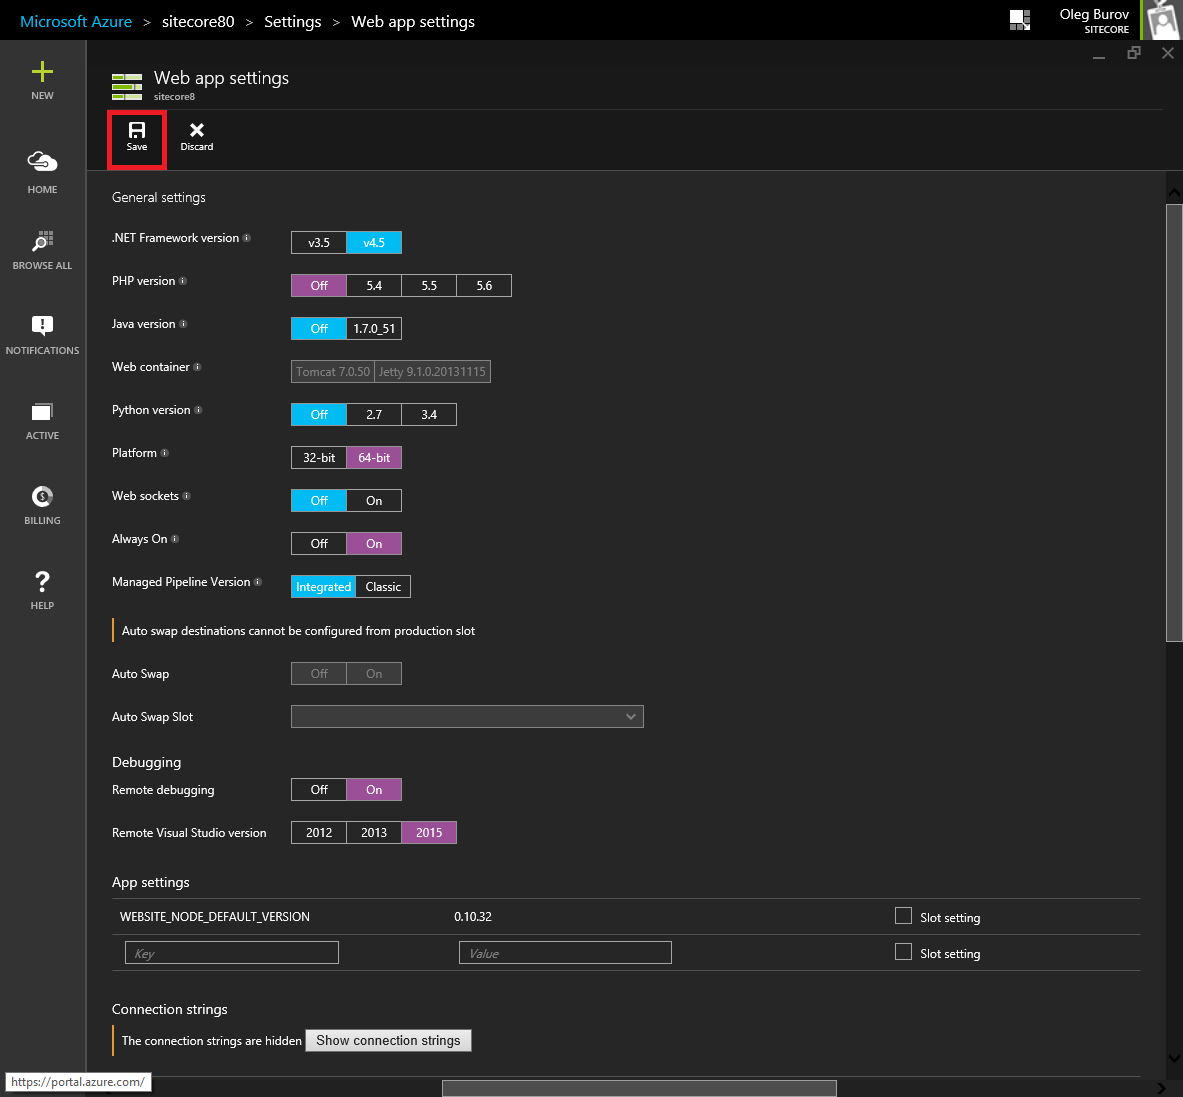 Microsoft Azure > sitecore80 > Settings > Web app settings
Oleg Burov
SITECORE
NEW
HOME
BROWSE ALL
NOTIFICATIONS
ACTIVE
BILLING
HELP
Web app settings
sitecore8
Save Discard
General settings
.NET Framework version v3.5 v4.5
PHP version Off 5.4 5.5 5.6
Java version Off 1.7.0_51
Web container Tomcat 7.0.50 Jetty 9.1.0.20131115
Python version Off 2.7 3.4
Platform 32-bit 64-bit
Web sockets Off On
Always On Off On
Managed Pipeline Version Integrated Classic
Auto swap destinations cannot be configured from production slot
Auto Swap Off On
Auto Swap Slot
Debugging
Remote debugging Off On
Remote Visual Studio version 2012 2013 2015
App settings
WEBSITE_NODE_DEFAULT_VERSION 0.10.32 Slot setting
Key Value Slot setting
Connection strings
The connection strings are hidden Show connection strings
https://portal.azure.com/